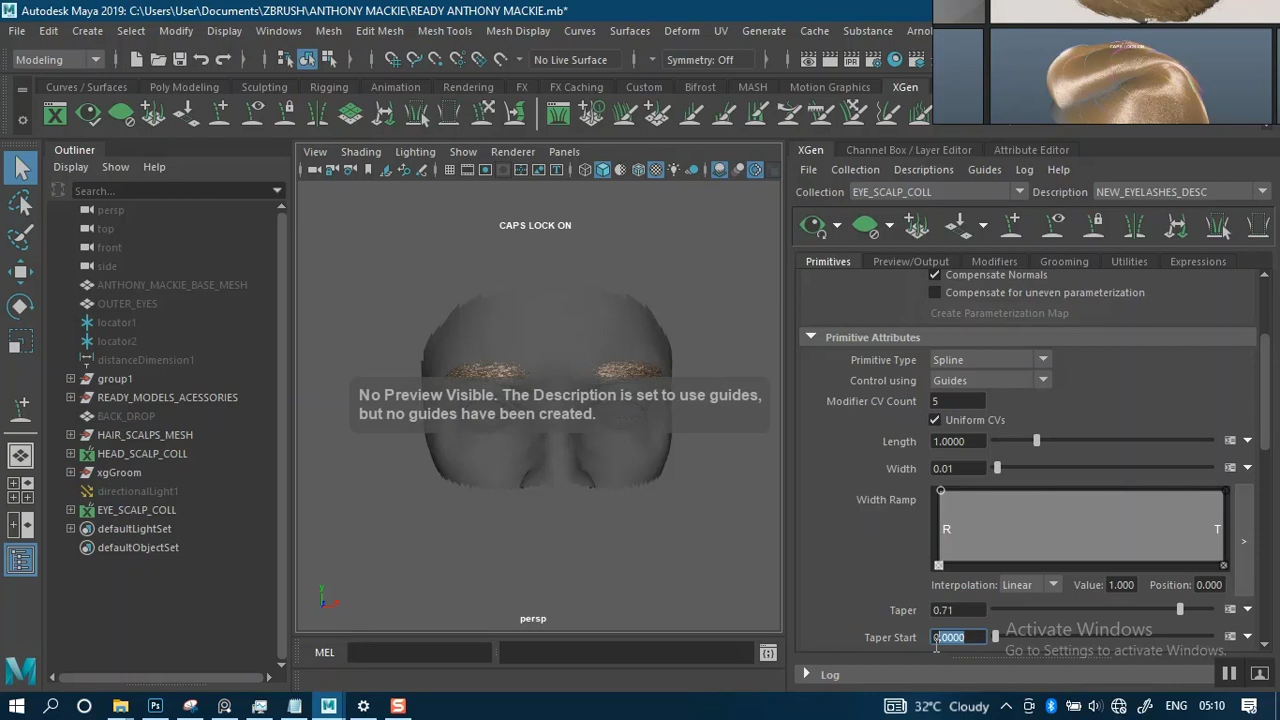 Autodesk Maya 2019: C:\Users\User\Documents\ZBRUSH\ANTHONY MACKIE\READY ANTHONY MACKIE.mb*
File Edit Create Select Modify Display Windows Mesh Edit Mesh Mesh Tools Mesh Display Curves Surfaces Deform UV Generate Cache Substance
CAPS LOCK ON
Modeling No Live Surface Symmetry: Off
Curves / Surfaces Poly Modeling Sculpting Rigging Animation Rendering FX FX Caching Custom Bifrost MASH Motion Graphics XGen
IPR
Outliner
Display Show Help
Search...
persp
top
front
side
ANTHONY_MACKIE_BASE_MESH
OUTER_EYES
locator1
locator2
distanceDimension1
group1
READY_MODELS_ACESSORIES
BACK_DROP
HAIR_SCALPS_MESH
HEAD_SCALP_COLL
xgGroom
directionalLight1
EYE_SCALP_COLL
defaultLightSet
defaultObjectSet
View Shading Lighting Show Renderer Panels
CAPS LOCK ON
No Preview Visible. The Description is set to use guides,
but no guides have been created.
y
persp
MEL
XGen Channel Box / Layer Editor Attribute Editor
File Collection Descriptions Guides Log Help
Collection EYE_SCALP_COLL Description NEW_EYELASHES_DESC
Primitives Preview/Output Modifiers Grooming Utilities Expressions
Compensate Normals
Compensate for uneven parameterization
Create Parameterization Map
Primitive Attributes
Primitive Type Spline
Control using Guides
Modifier CV Count 5
Uniform CVs
Length 1.0000
Width 0.01
Width Ramp
R T
>
Interpolation: Linear Value: 1.000 Position: 0.000
Taper 0.71
Taper Start 0.0000
Activate Windows
Go to Settings to activate Windows.
Log
32°C Cloudy ENG 05:10